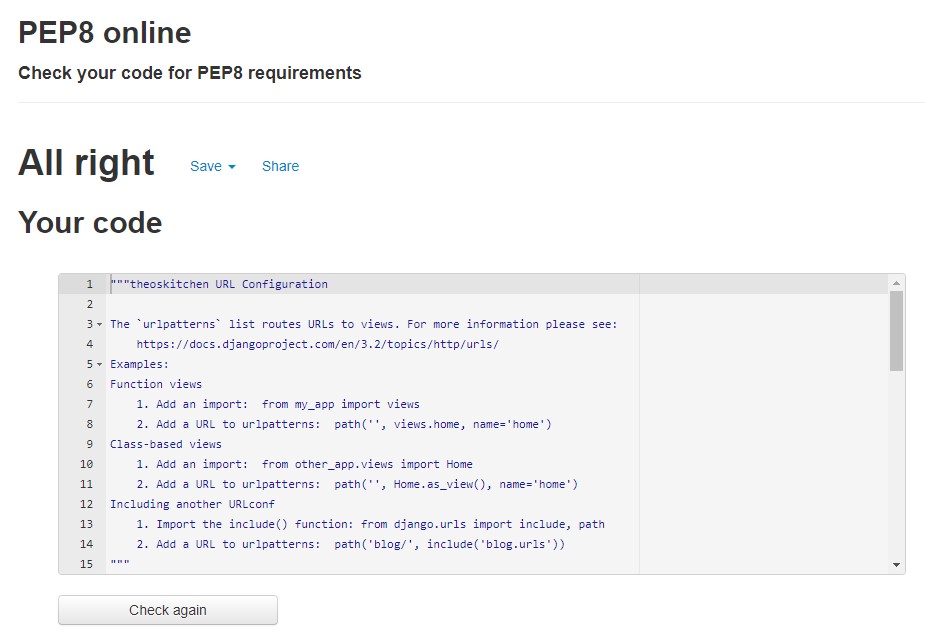 PEP8 online
Check your code for PEP8 requirements
All right Save Share
Your code
1 """theoskitchen URL Configuration
2
3 The `urlpatterns` list routes URLs to views. For more information please see:
4 https://docs.djangoproject.com/en/3.2/topics/http/urls/
5 Examples:
6 Function views
7 1. Add an import:  from my_app import views
8 2. Add a URL to urlpatterns:  path('', views.home, name='home')
9 Class-based views
10 1. Add an import:  from other_app.views import Home
11 2. Add a URL to urlpatterns:  path('', Home.as_view(), name='home')
12 Including another URLconf
13 1. Import the include() function: from django.urls import include, path
14 2. Add a URL to urlpatterns:  path('blog/', include('blog.urls'))
15 """
Check again